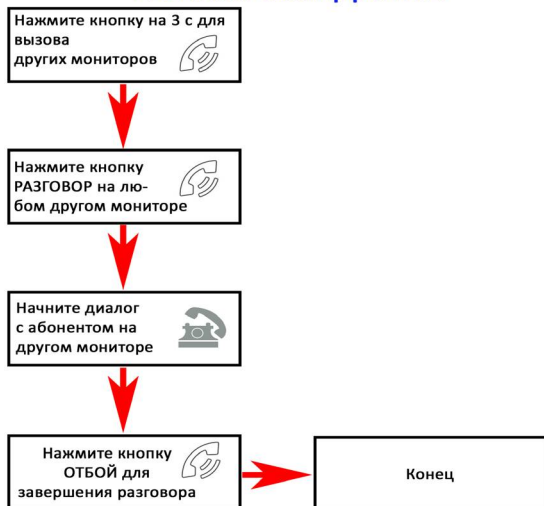 Нажмите кнопку на 3 с для
вызова
других мониторов
Нажмите кнопку
РАЗГОВОР на лю-
бом другом мониторе
Начните диалог
с абонентом на
другом мониторе
Нажмите кнопку
ОТБОЙ для
завершения разговора
Конец